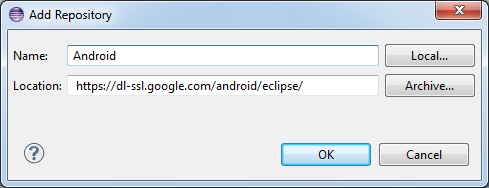 Add Repository
Name: Android Local...
Location: https://dl-ssl.google.com/android/eclipse/ Archive...
? OK Cancel